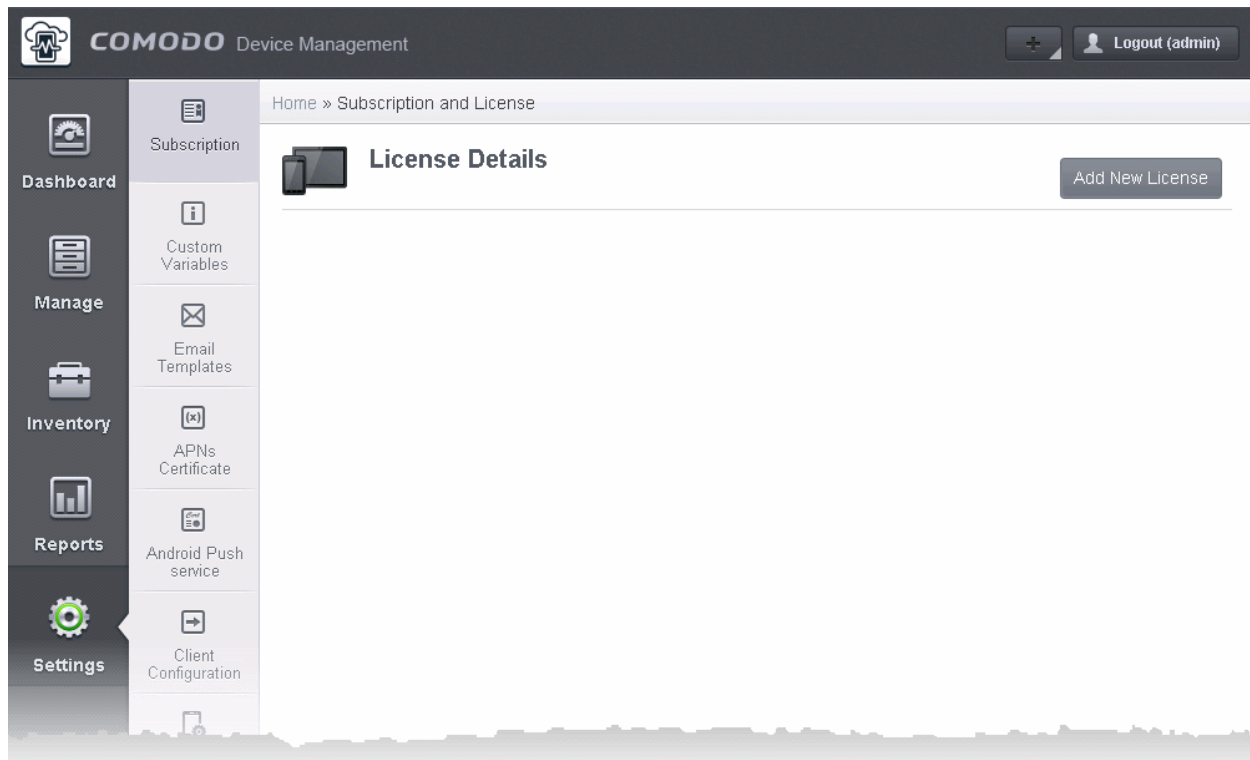 COMODO Device Management
Logout (admin)
Dashboard
Manage
Inventory
Reports
Settings
Subscription
Custom
Variables
Email
Templates
APNs
Certificate
Android Push
service
Client
Configuration
Home » Subscription and License
License Details
Add New License